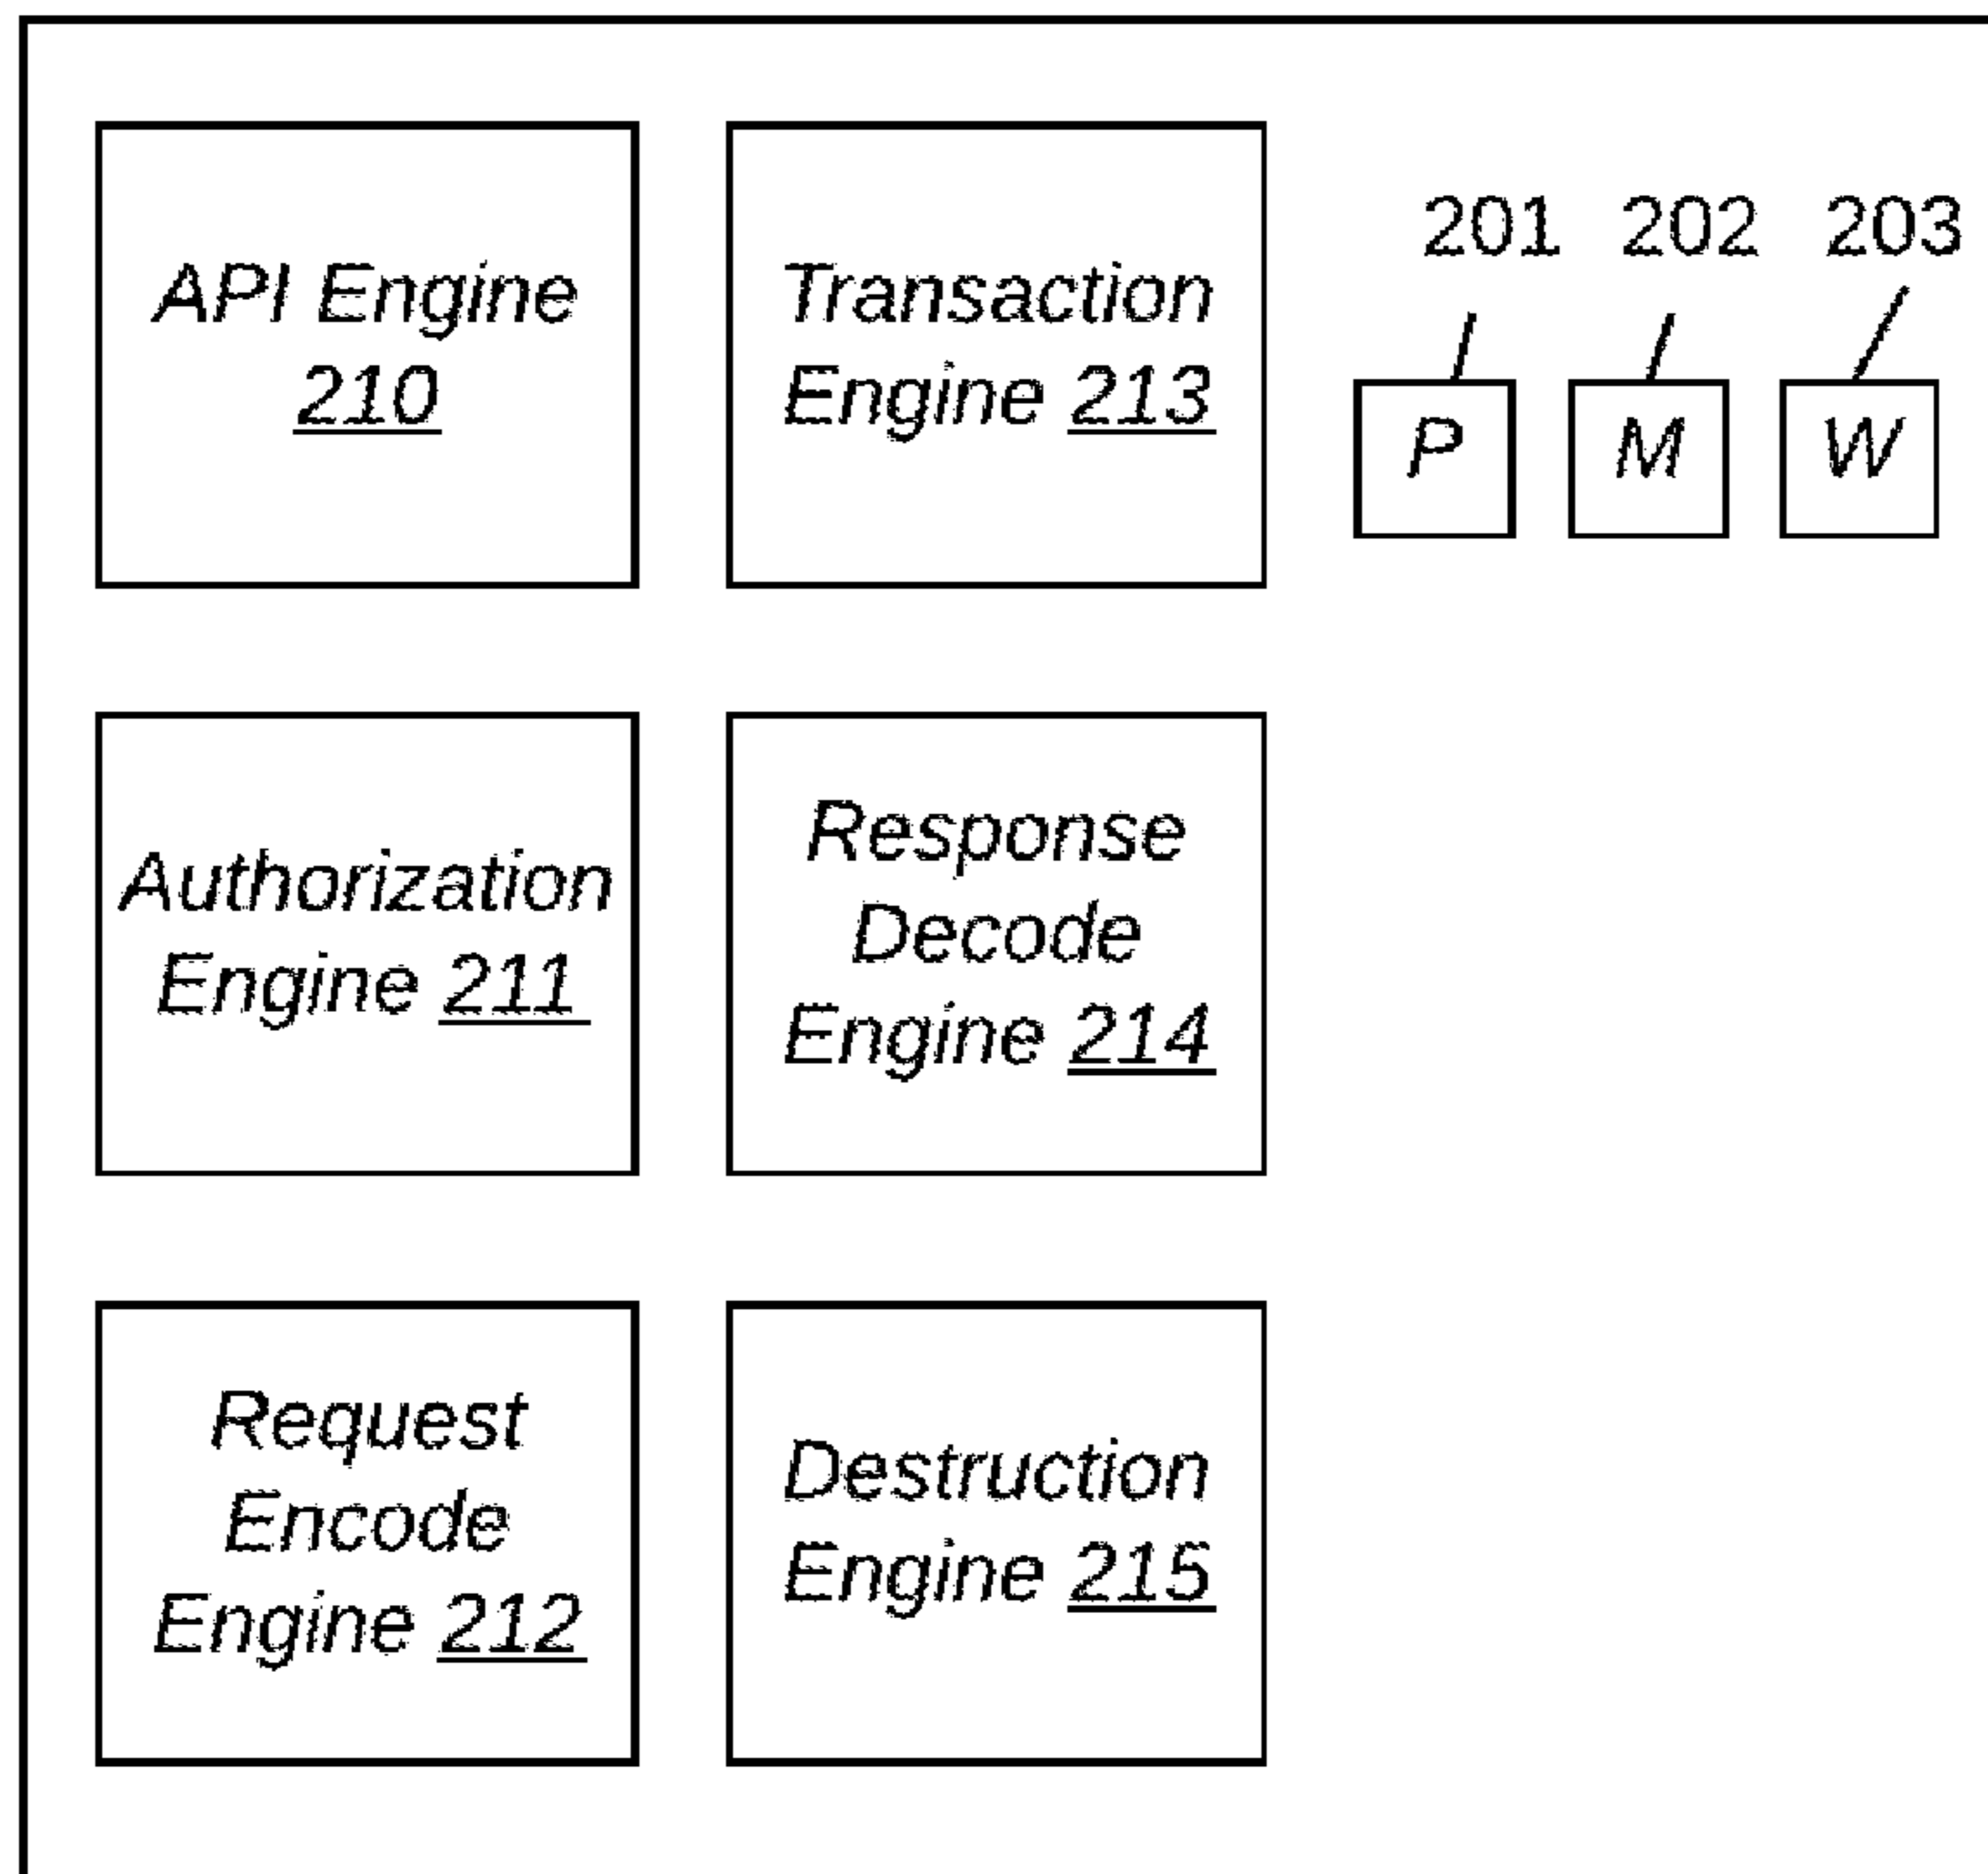 API Engine
210
Transaction
Engine 213
201 202 203
P M W
Authorization
Engine 211
Response
Decode
Engine 214
Request
Encode
Engine 212
Destruction
Engine 215